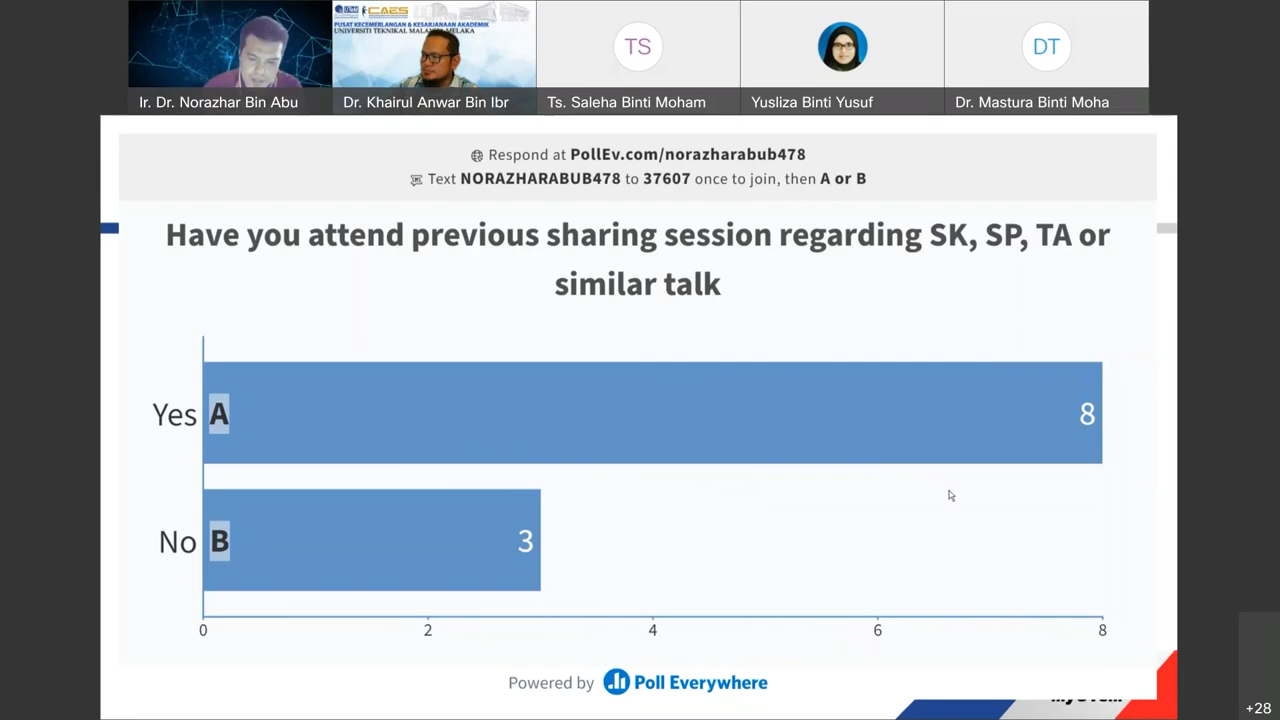 UTeM CAES
PUSAT KECEMERLANGAN & KESARJANAAN AKADEMIK
UNIVERSITI TEKNIKAL MALAYSIA MELAKA
TS
DT
Ir. Dr. Norazhar Bin Abu
Dr. Khairul Anwar Bin Ibr
Ts. Saleha Binti Moham
Yusliza Binti Yusuf
Dr. Mastura Binti Moha
Respond at PollEv.com/norazharabub478
Text NORAZHARABUB478 to 37607 once to join, then A or B
Have you attend previous sharing session regarding SK, SP, TA or
similar talk
Yes A 8
No B 3
0 2 4 6 8
Powered by Poll Everywhere
+28